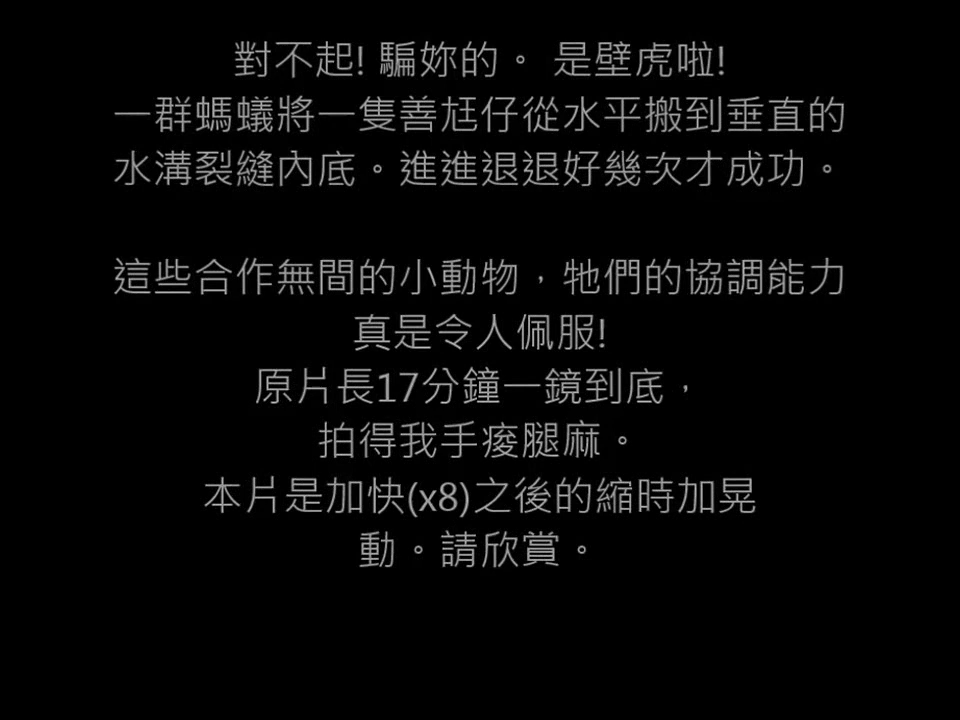 對不起! 騙妳的。 是壁虎啦!
一群螞蟻將一隻善尪仔從水平搬到垂直的
水溝裂縫內底。進進退退好幾次才成功。
這些合作無間的小動物，牠們的協調能力
真是令人佩服!
原片長17分鐘一鏡到底，
拍得我手痠腿麻。
本片是加快(x8)之後的縮時加晃
動。請欣賞。